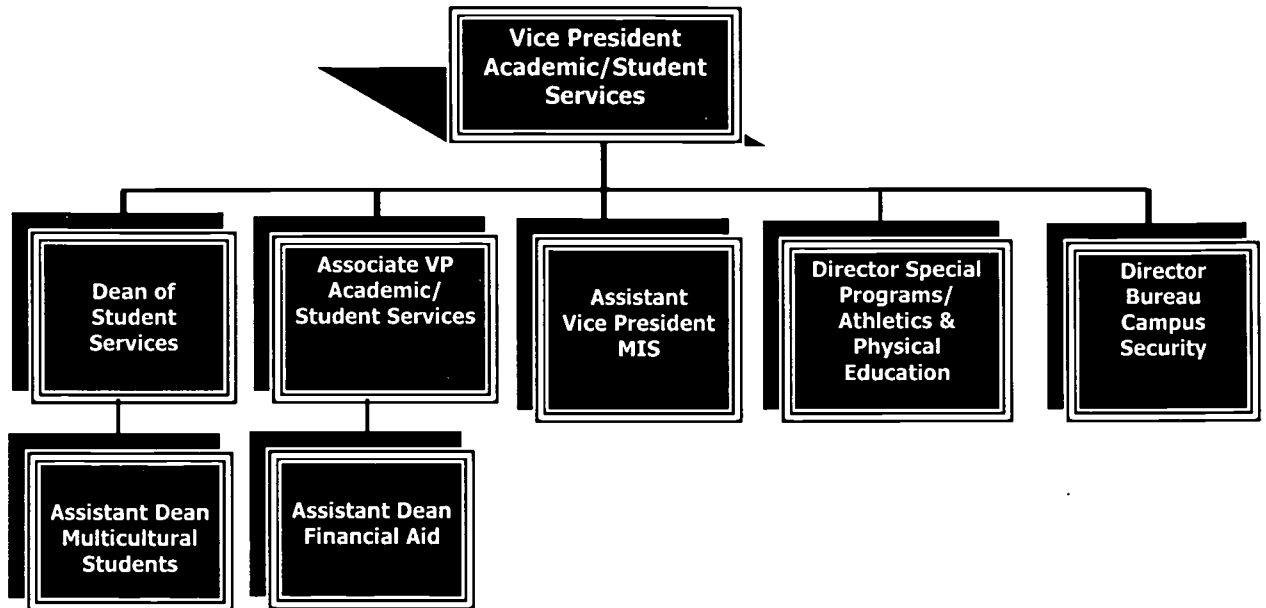 Vice President
Academic/Student
Services
Dean of
Student
Services
Associate VP
Academic/
Student Services
Assistant
Vice President
MIS
Director Special
Programs/
Athletics &
Physical
Education
Director
Bureau
Campus
Security
Assistant Dean
Multicultural
Students
Assistant Dean
Financial Aid